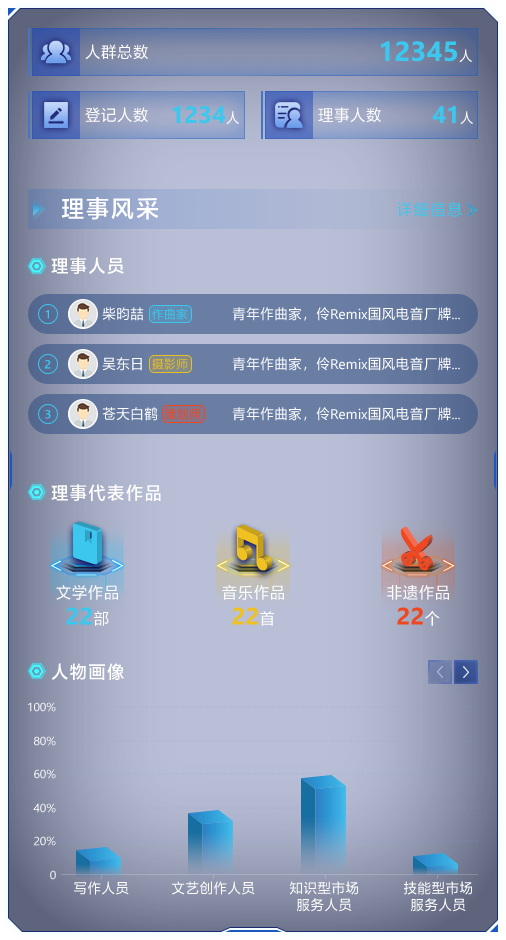 人群总数 12345人
登记人数 1234人 理事人数 41人
理事风采 详细信息
理事人员
1 柴昀喆 作曲家 青年作曲家，伶Remix国风电音厂牌...
2 吴东日 摄影师 青年作曲家，伶Remix国风电音厂牌...
3 苍天白鹤 青年作曲家，伶Remix国风电音厂牌...
理事代表作品
文学作品 音乐作品 非遗作品
22部 22首 22个
人物画像
100%
80%
60%
40%
20%
0
写作人员 文艺创作人员 知识型市场服务人员 技能型市场服务人员